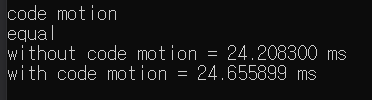 code motion
equal
without code motion = 24.208300 ms
with code motion = 24.655899 ms